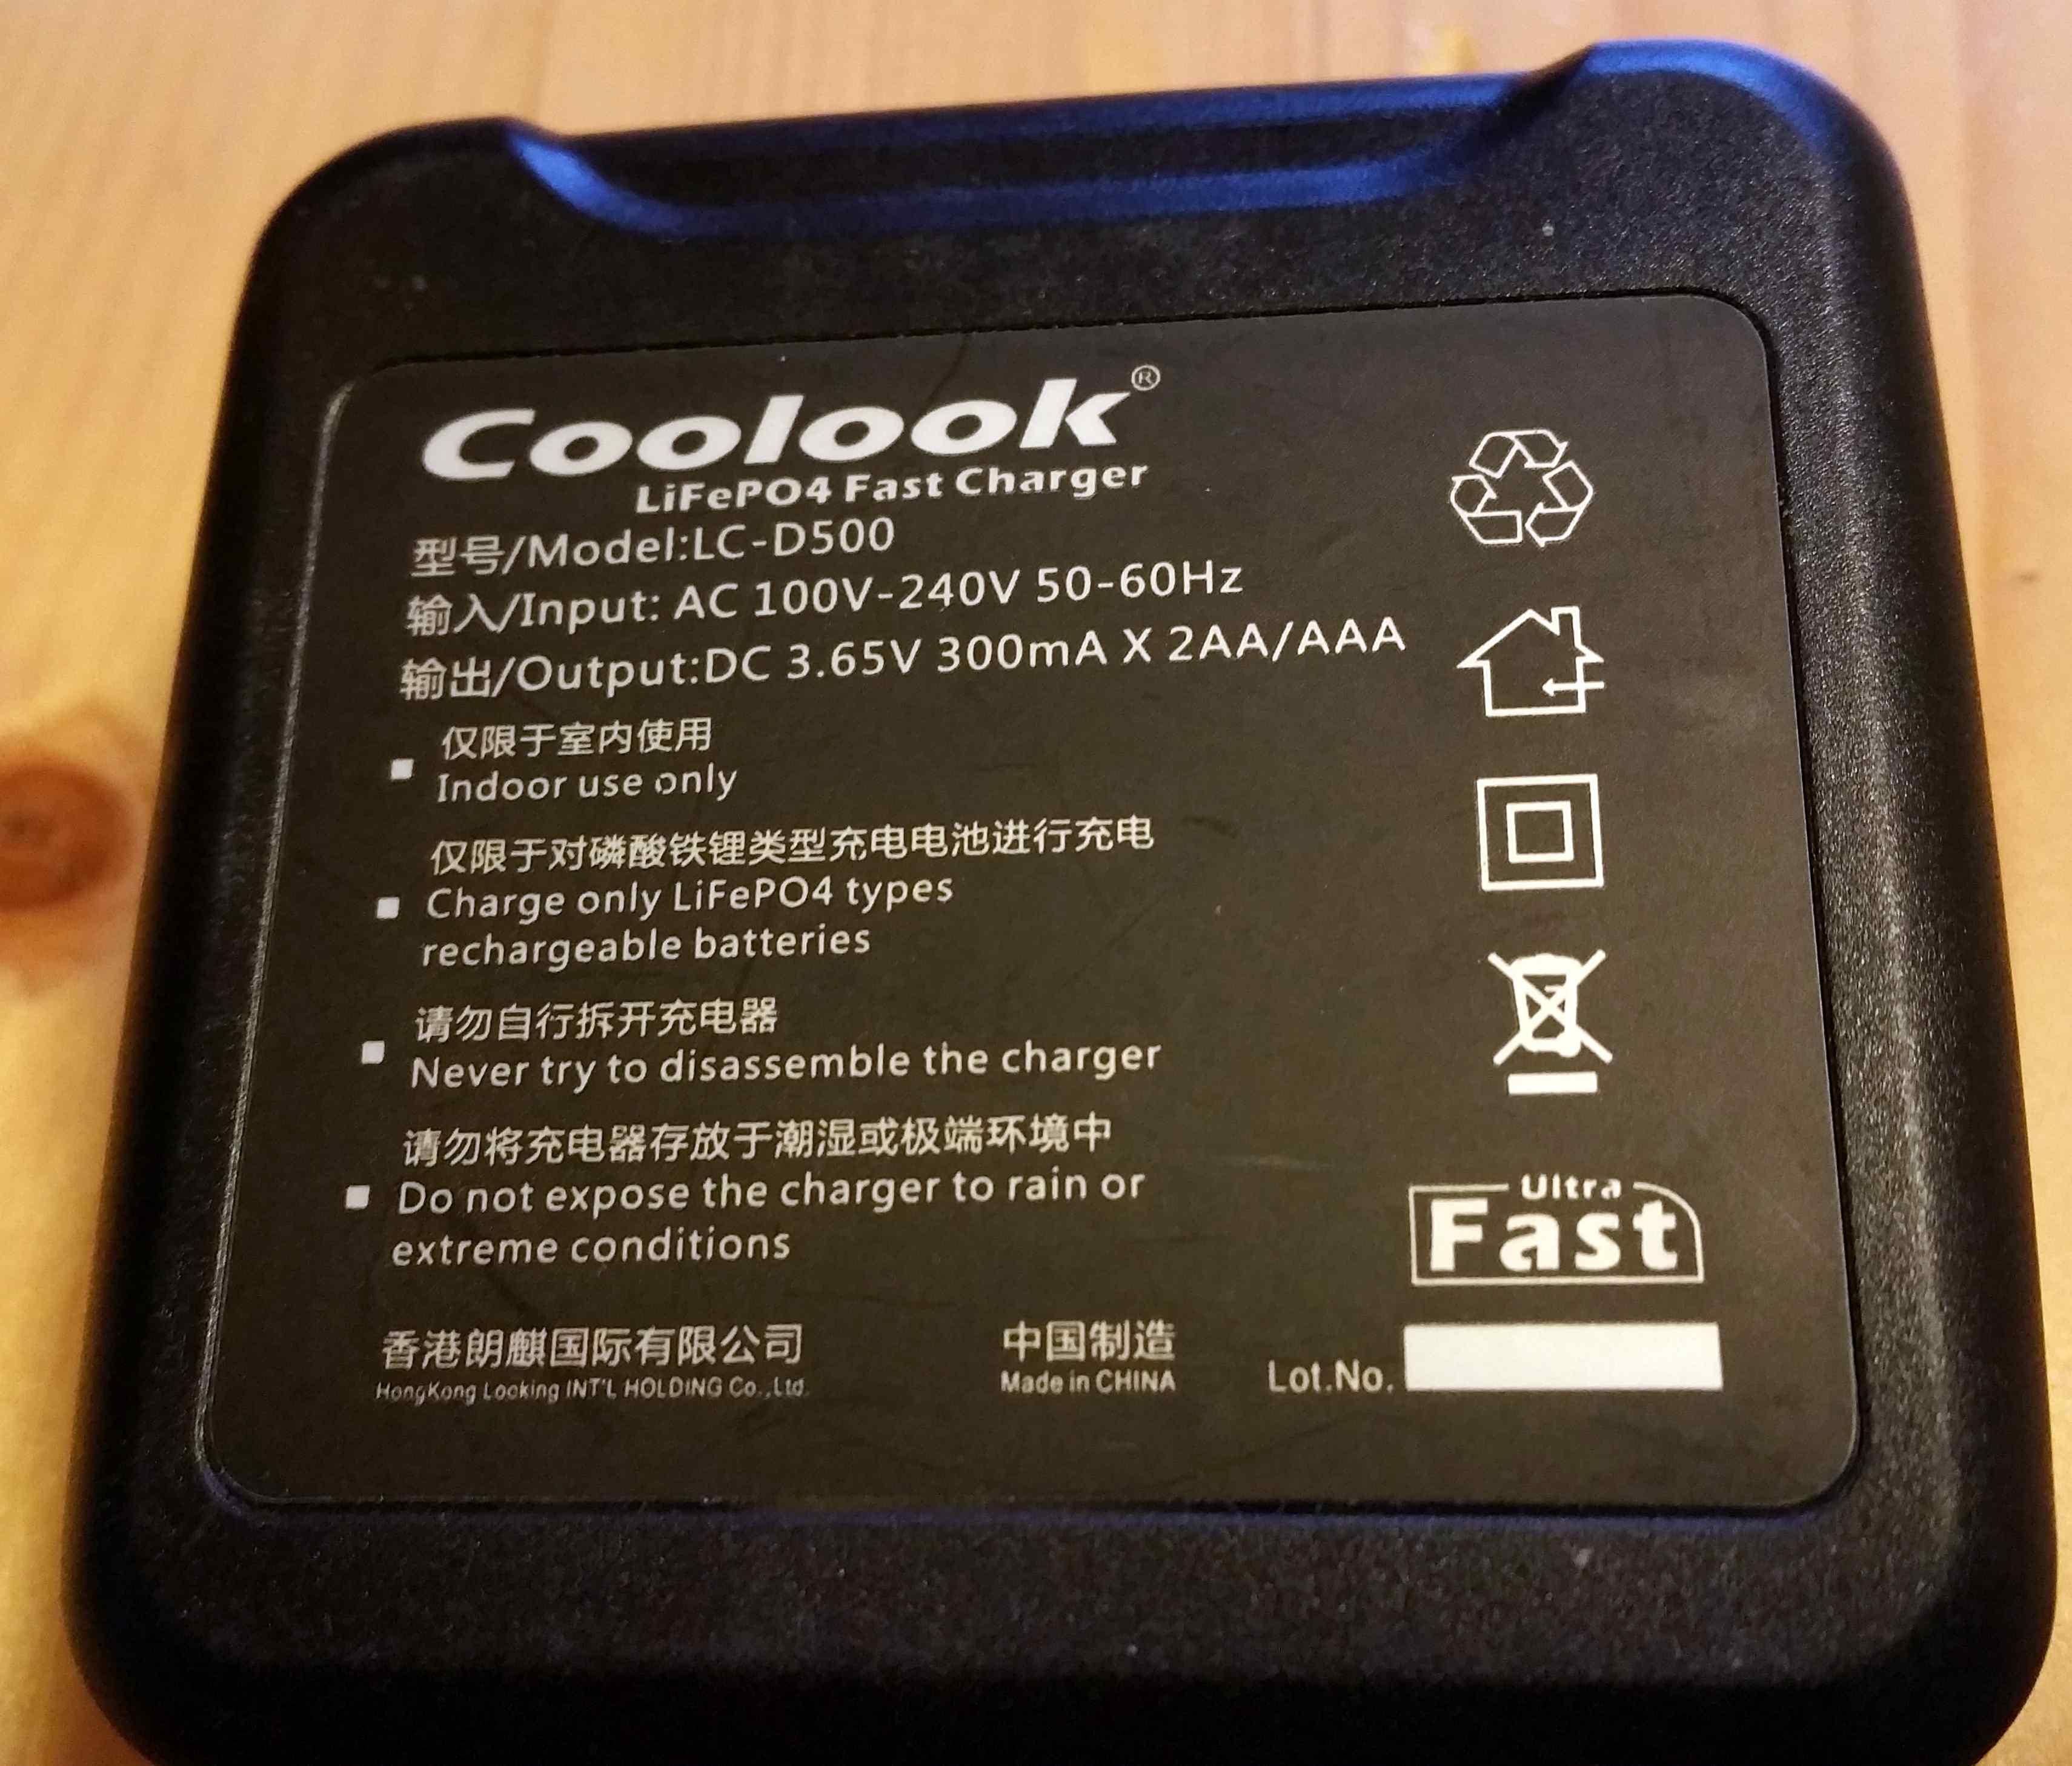 Coolook®
LiFePO4 Fast Charger
型号/Model:LC-D500
输入/Input: AC 100V-240V 50-60Hz
输出/Output:DC 3.65V 300mA X 2AA/AAA
仅限于室内使用
Indoor use only
仅限于对磷酸铁锂类型充电电池进行充电
Charge only LiFePO4 types
rechargeable batteries
请勿自行拆开充电器
Never try to disassemble the charger
请勿将充电器存放于潮湿或极端环境中
Do not expose the charger to rain or
extreme conditions
Ultra
Fast
香港朗麒国际有限公司
HongKong Looking INT'L HOLDING Co.,Ltd.
中国制造
Made in CHINA
Lot.No.